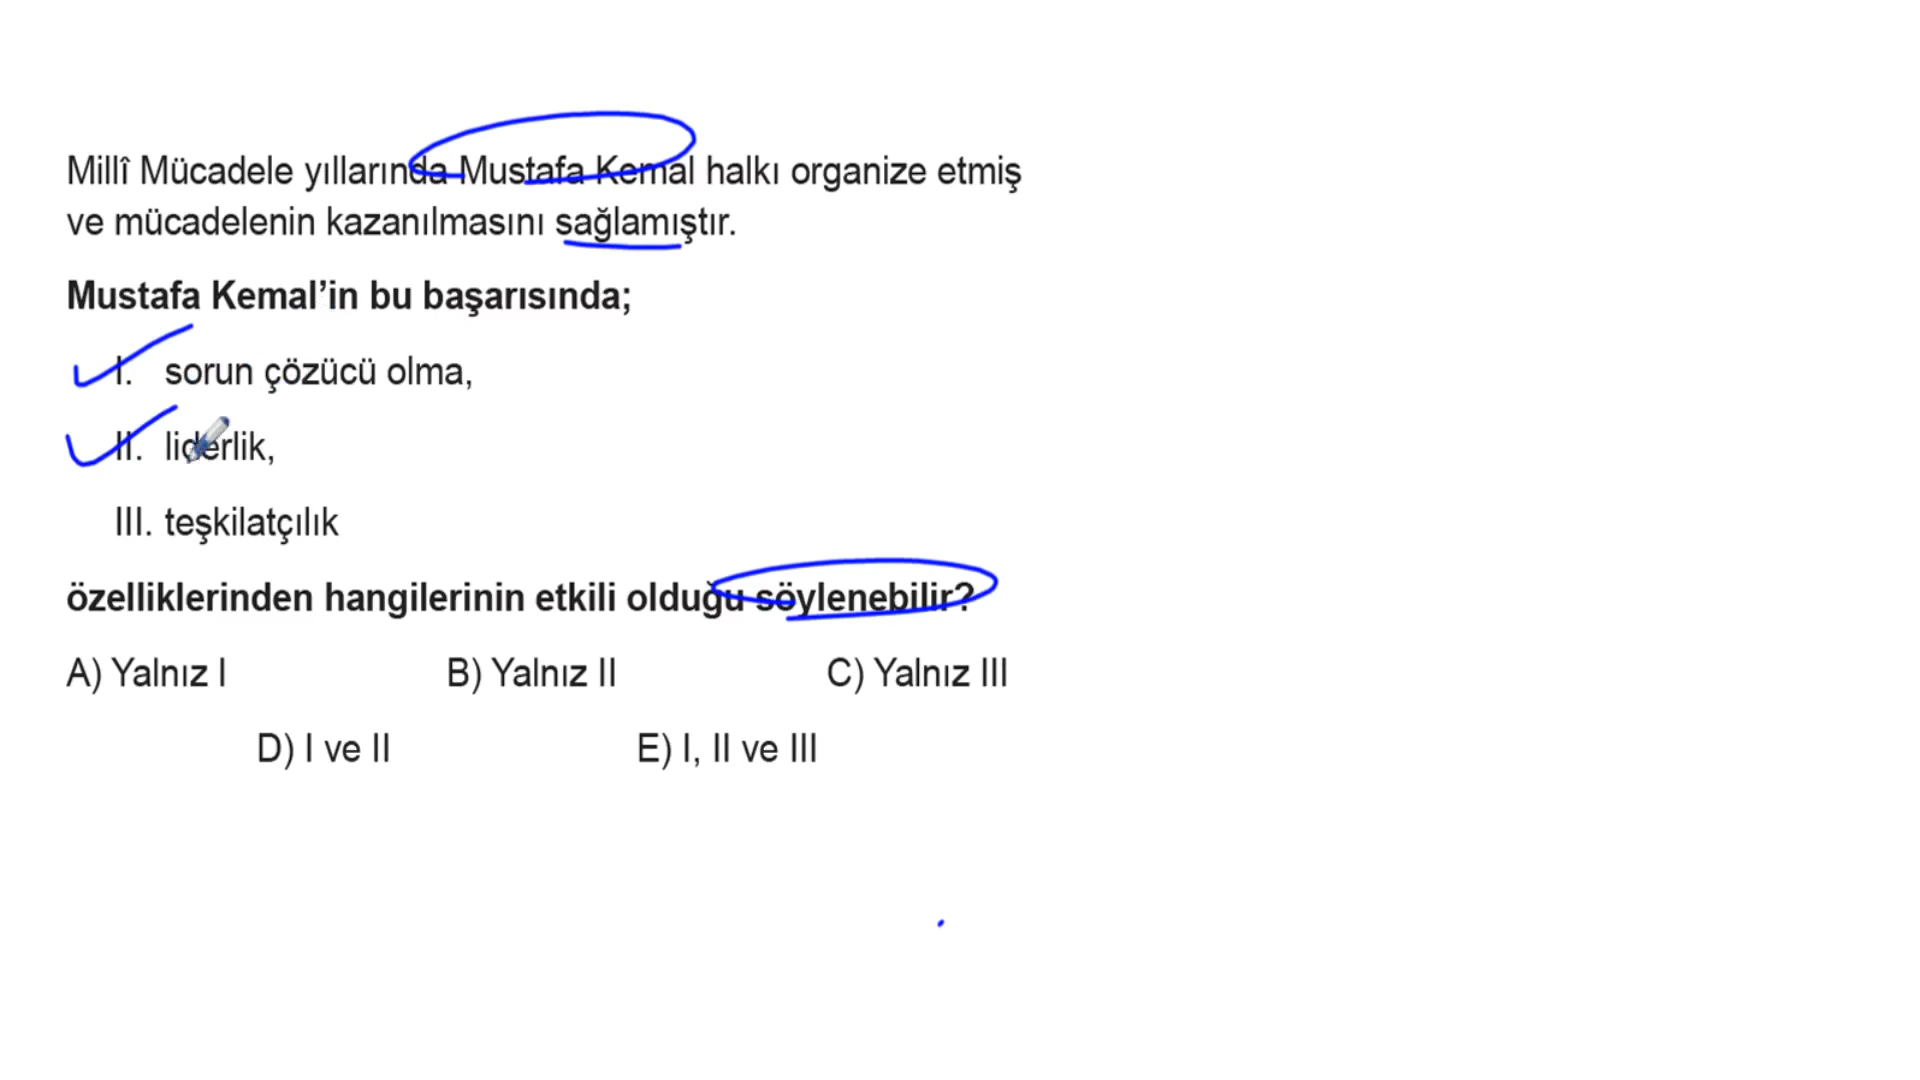 Millî Mücadele yıllarında Mustafa Kemal halkı organize etmiş
ve mücadelenin kazanılmasını sağlamıştır.
Mustafa Kemal’in bu başarısında;
I. sorun çözücü olma,
II. liderlik,
III. teşkilatçılık
özelliklerinden hangilerinin etkili olduğu söylenebilir?
A) Yalnız I B) Yalnız II C) Yalnız III
D) I ve II E) I, II ve III